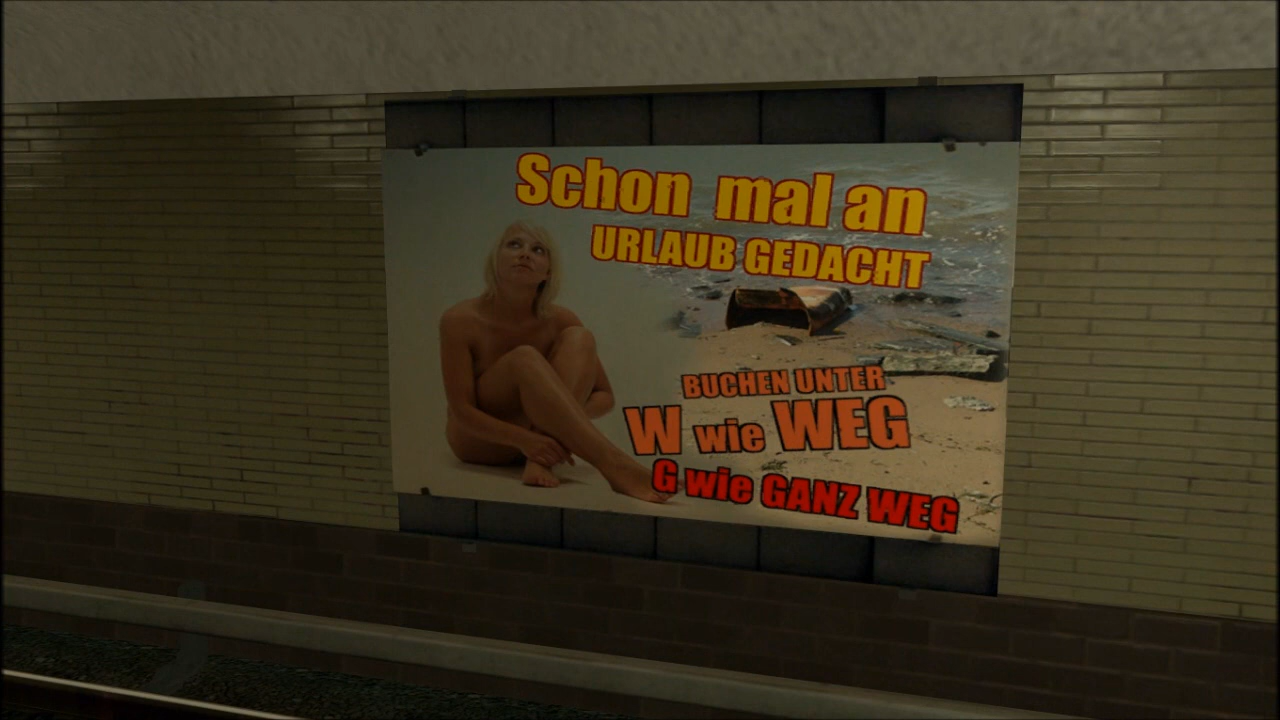 Schon mal an
URLAUB GEDACHT
BUCHEN UNTER
W wie WEG
G wie GANZ WEG